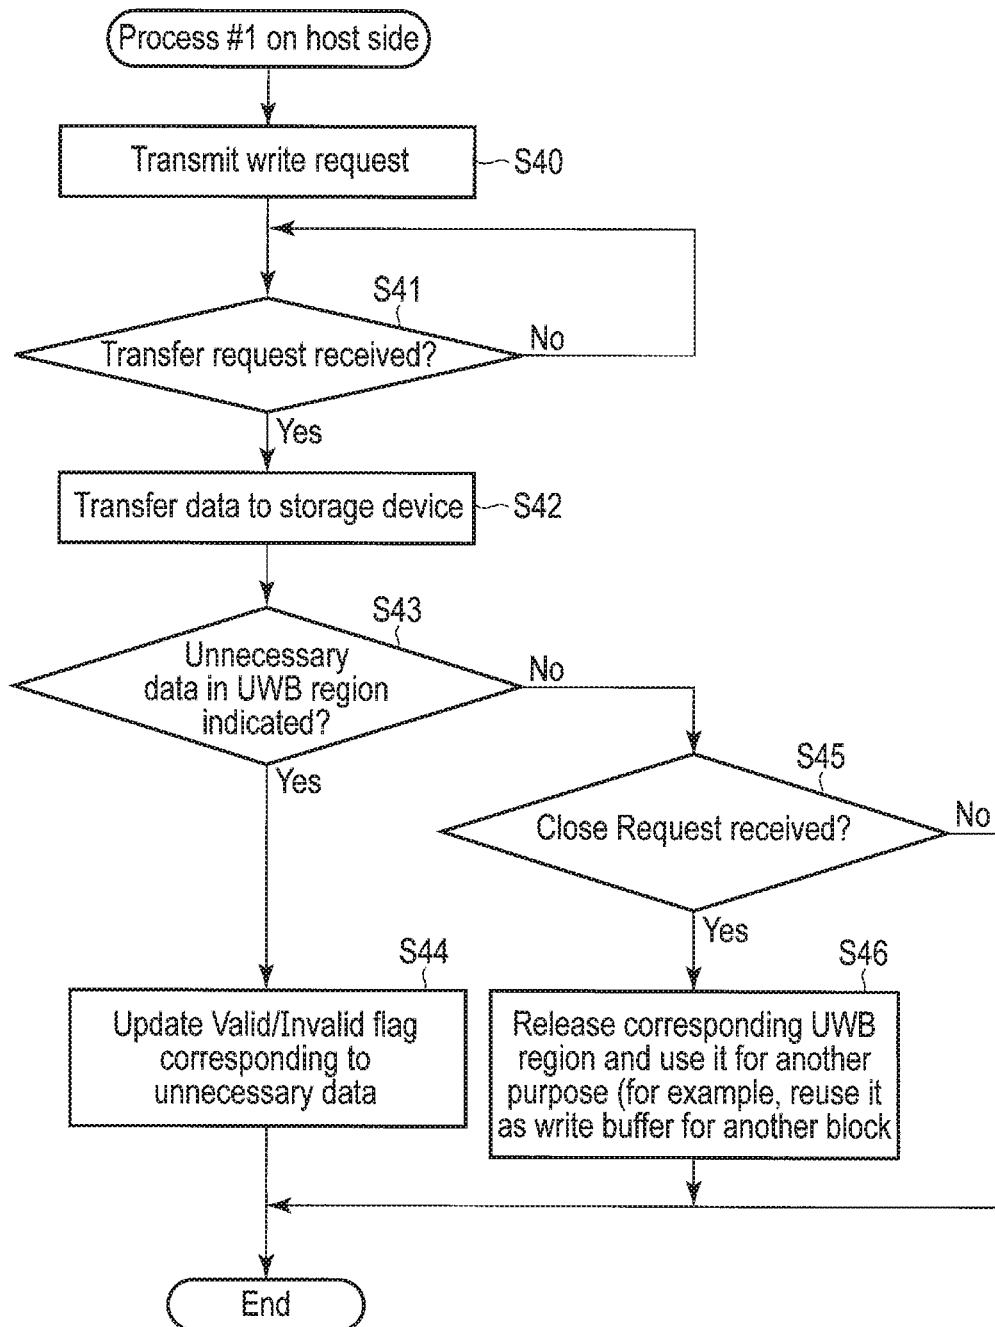 Process #1 on host side
Transmit write request
S40
S41
Transfer request received?
No
Yes
Transfer data to storage device
S42
S43
Unnecessary
data in UWB region
indicated?
No
Yes
S45
Close Request received?
No
Yes
S44
Update Valid/Invalid flag
corresponding to
unnecessary data
S46
Release corresponding UWB
region and use it for another
purpose (for example, reuse it
as write buffer for another block
End